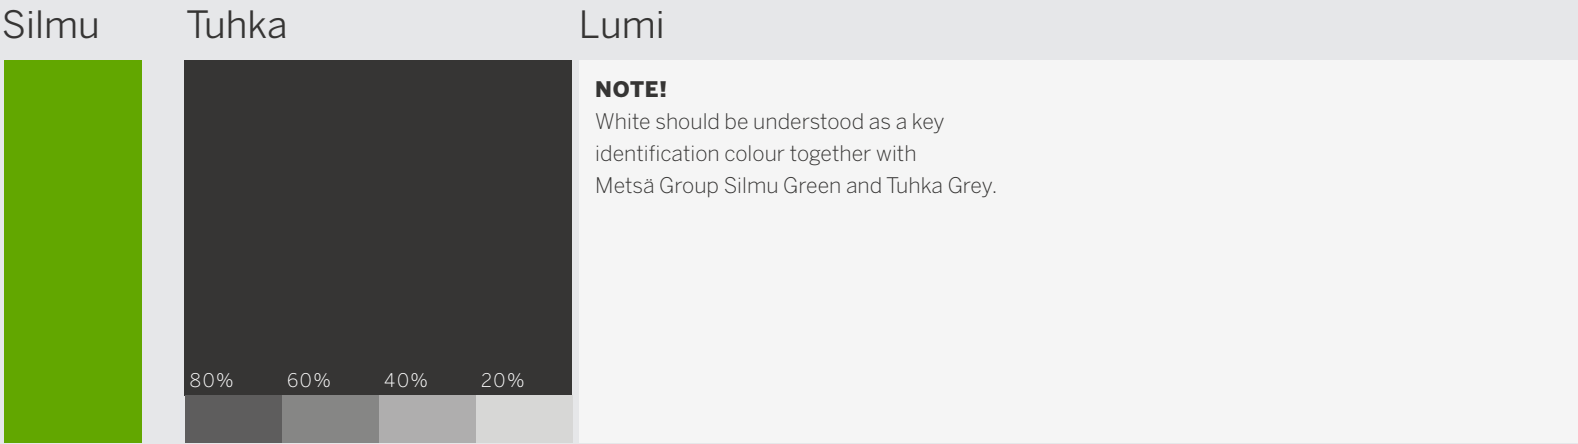 Silmu
Tuhka
Lumi
NOTE!
White should be understood as a key
identification colour together with
Metsä Group Silmu Green and Tuhka Grey.
80%
60%
40%
20%